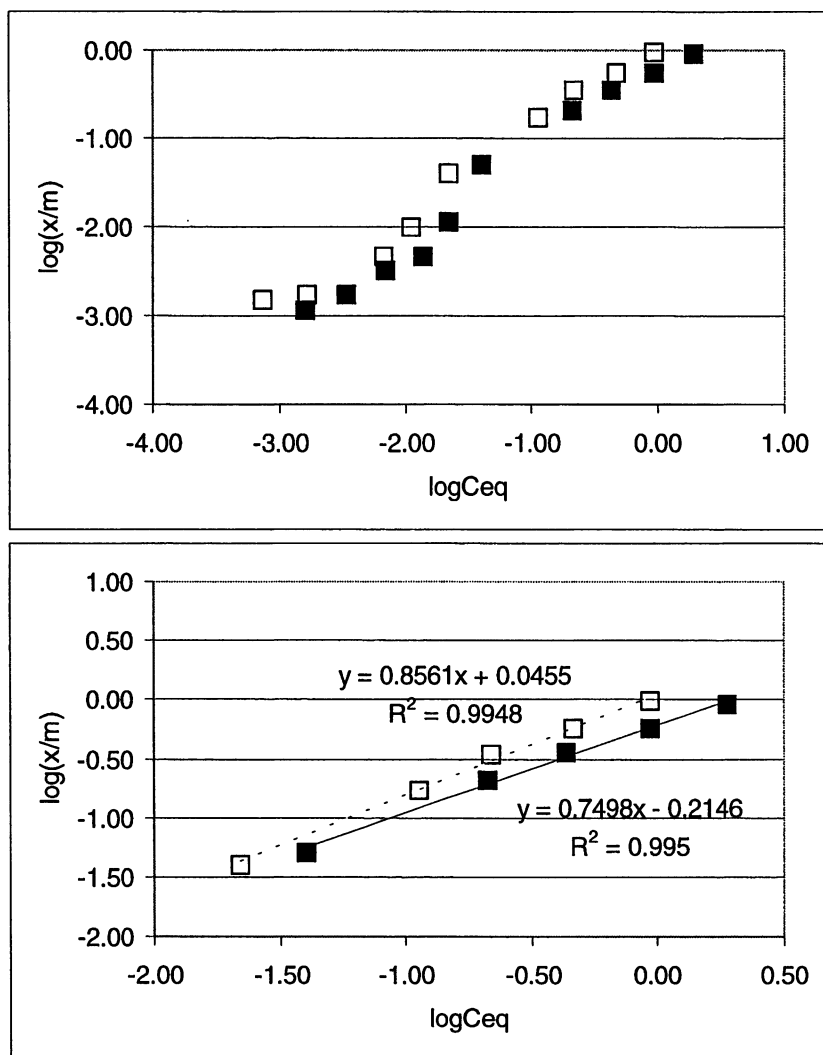 0.00
-1.00
-2.00
-3.00
-4.00
log(x/m)
-4.00 -3.00 -2.00 -1.00 0.00 1.00
logCeq
1.00
0.50
0.00
-0.50
-1.00
-1.50
-2.00
log(x/m)
y = 0.8561x + 0.0455
R² = 0.9948
y = 0.7498x - 0.2146
R² = 0.995
-2.00 -1.50 -1.00 -0.50 0.00 0.50
logCeq